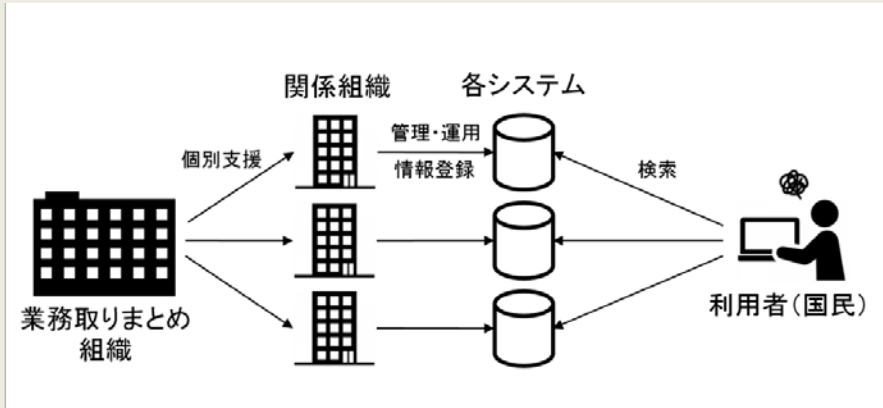 関係組織
各システム
管理・運用
個別支援
情報登録
検索
業務取りまとめ
組織
利用者(国民)